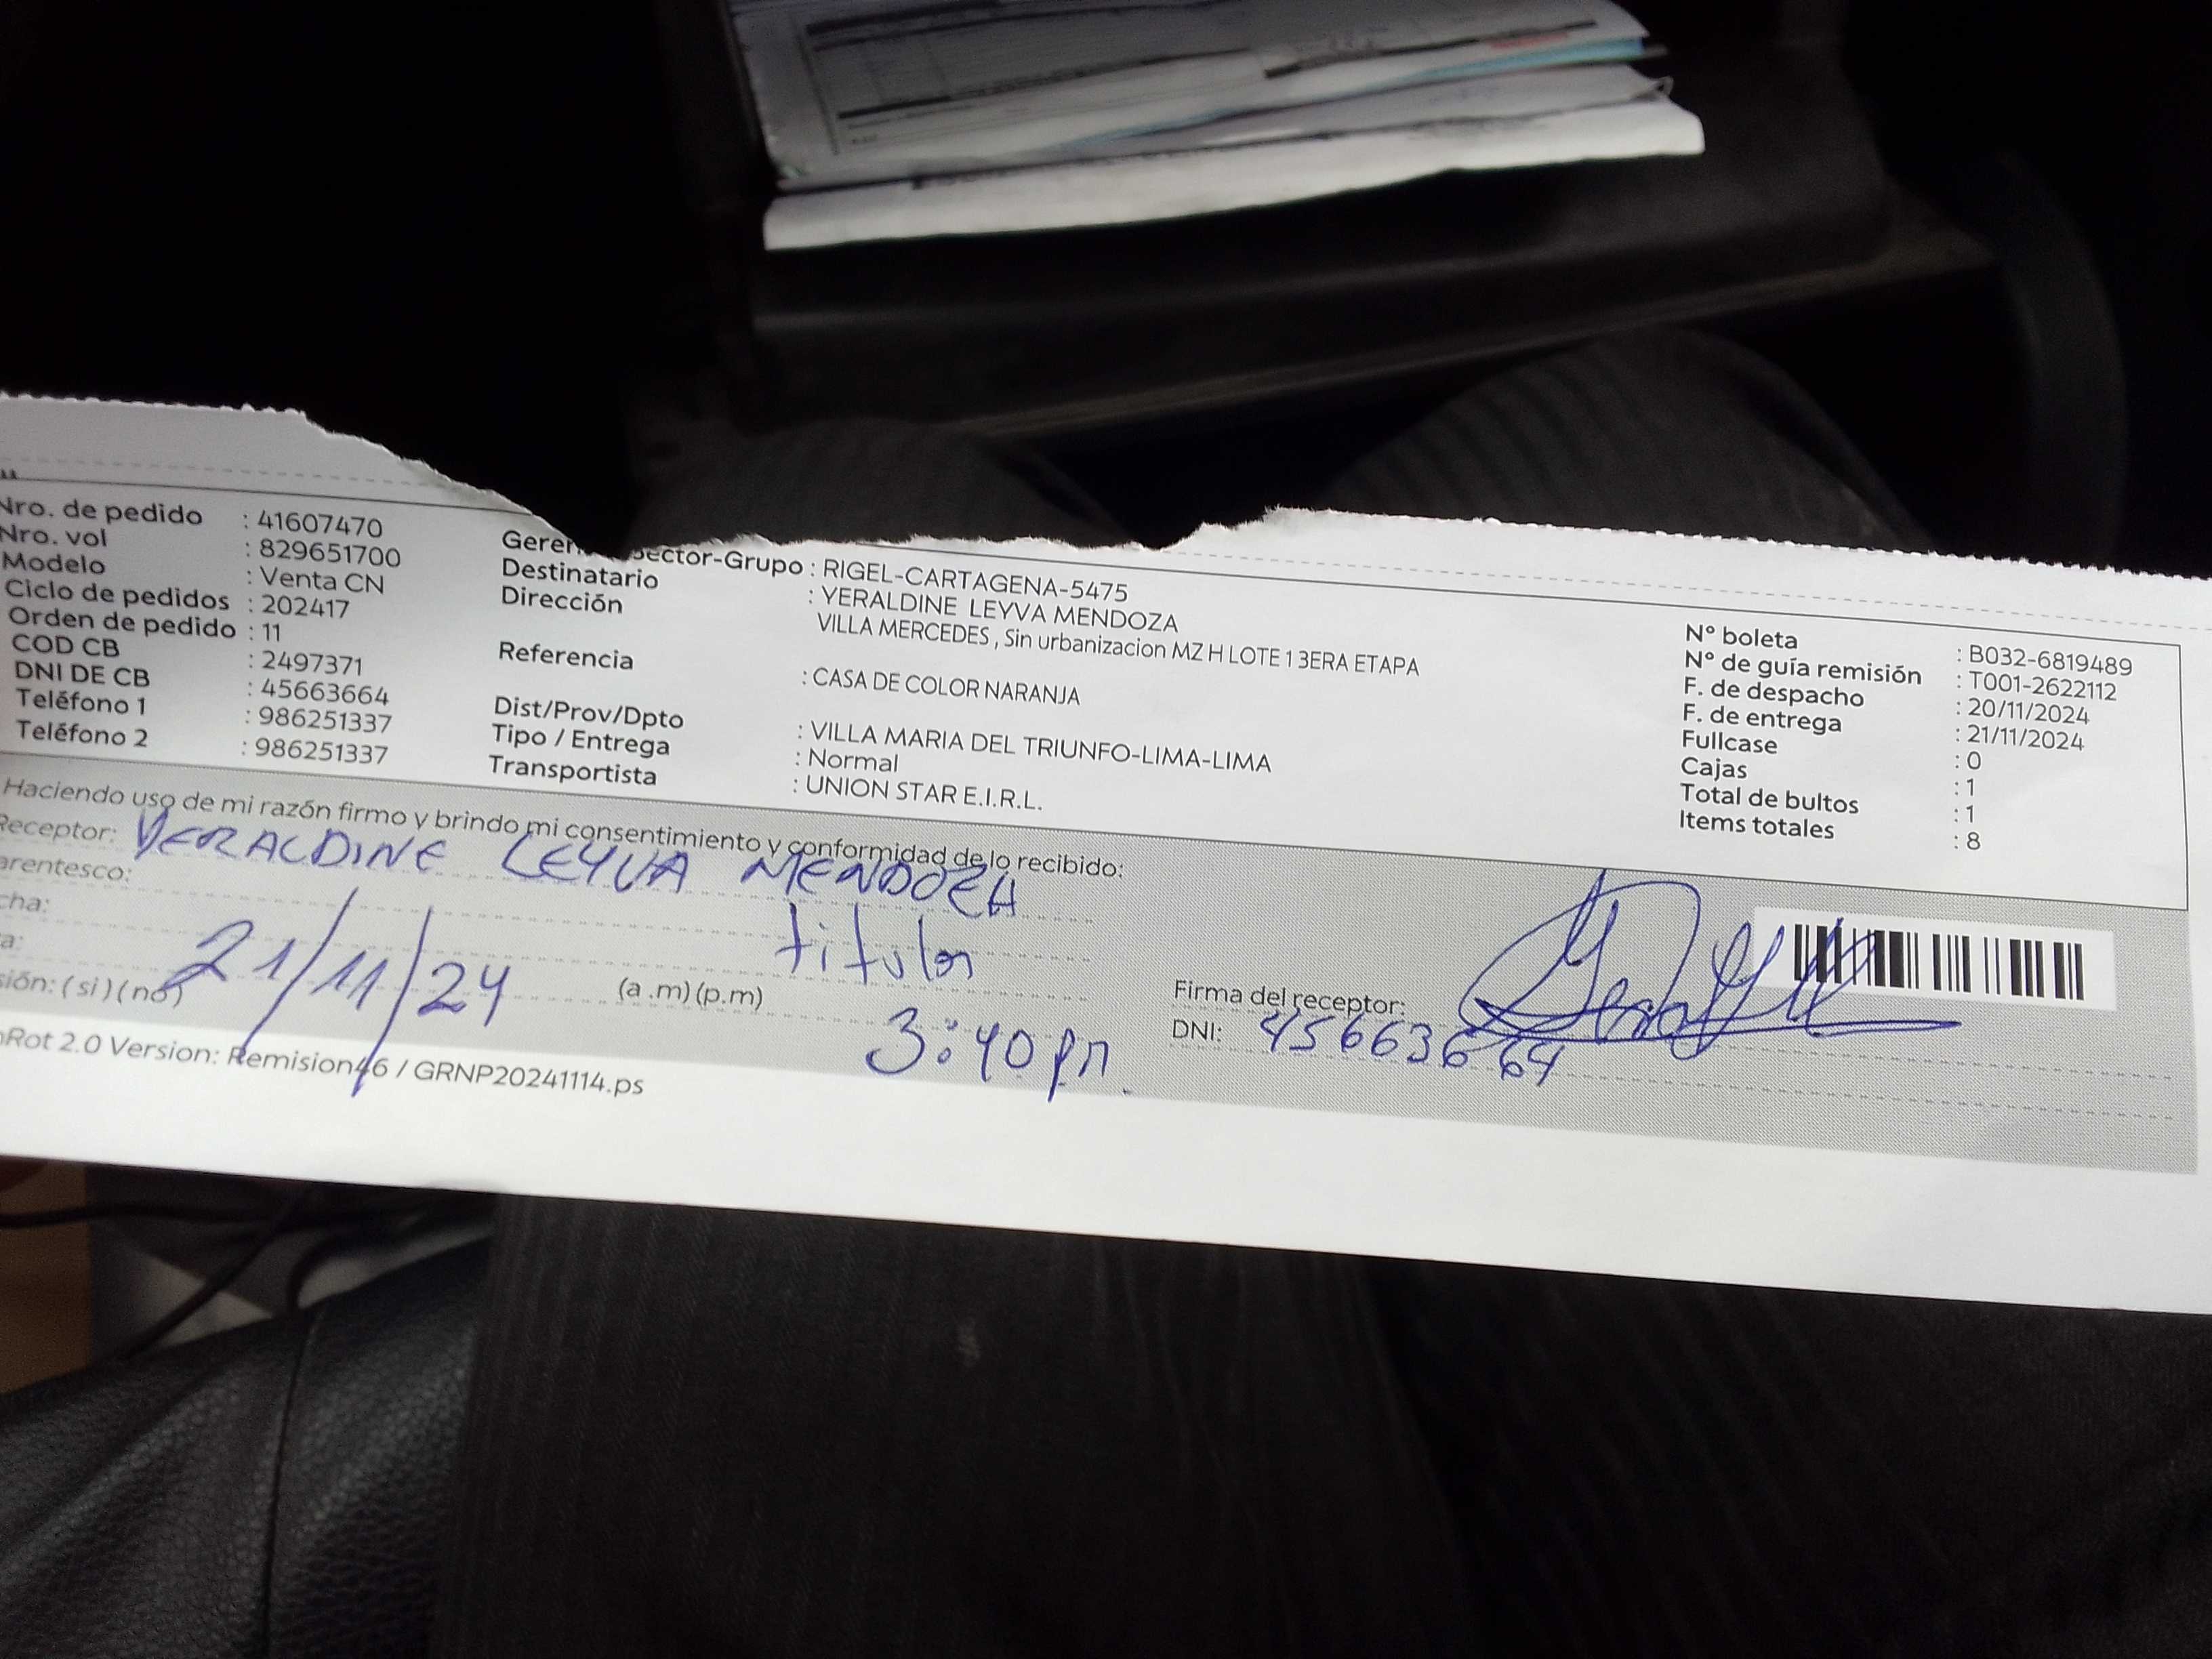 Nro. de pedido : 41607470
Nro. vol : 829651700
Modelo : Venta CN
Ciclo de pedidos : 202417
Orden de pedido : 11
COD CB : 2497371
DNI DE CB : 45663664
Teléfono 1 : 986251337
Teléfono 2 : 986251337
Geren Sector-Grupo : RIGEL-CARTAGENA-5475
Destinatario : YERALDINE LEYVA MENDOZA
Dirección VILLA MERCEDES , Sin urbanizacion MZ H LOTE 1 3ERA ETAPA
Referencia : CASA DE COLOR NARANJA
Dist/Prov/Dpto : VILLA MARIA DEL TRIUNFO-LIMA-LIMA
Tipo / Entrega : Normal
Transportista : UNION STAR E.I.R.L.
N° boleta : B032-6819489
N° de guía remisión : T001-2622112
F. de despacho : 20/11/2024
F. de entrega : 21/11/2024
Fullcase : 0
Cajas : 1
Total de bultos : 1
Items totales : 8
Haciendo uso de mi razón firmo y brindo mi consentimiento y conformidad de lo recibido:
Receptor: YERALDINE LEYVA MENDOZA
arentesco: titular
cha: 21/11/24
a: (a .m) (p.m) 3:40 pm.
sión: ( si ) ( no )
Firma del receptor:
DNI: 45663664
Rot 2.0 Version: Remision46 / GRNP20241114.ps